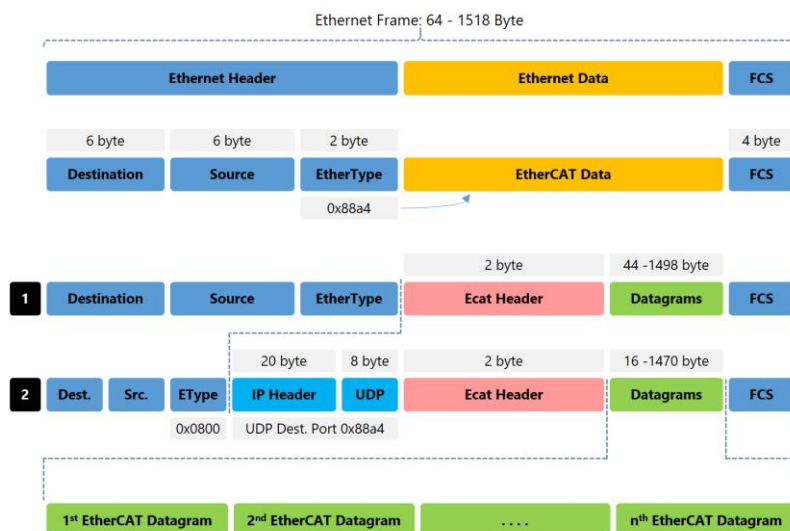 Ethernet Frame: 64 - 1518 Byte
Ethernet Header Ethernet Data FCS
6 byte 6 byte 2 byte 4 byte
Destination Source EtherType EtherCAT Data FCS
0x88a4
2 byte 44 -1498 byte
1 Destination Source EtherType Ecat Header Datagrams FCS
20 byte 8 byte 2 byte 16 -1470 byte
2 Dest. Src. EType IP Header UDP Ecat Header Datagrams FCS
0x0800 UDP Dest. Port 0x88a4
1st EtherCAT Datagram 2nd EtherCAT Datagram . . . . nth EtherCAT Datagram